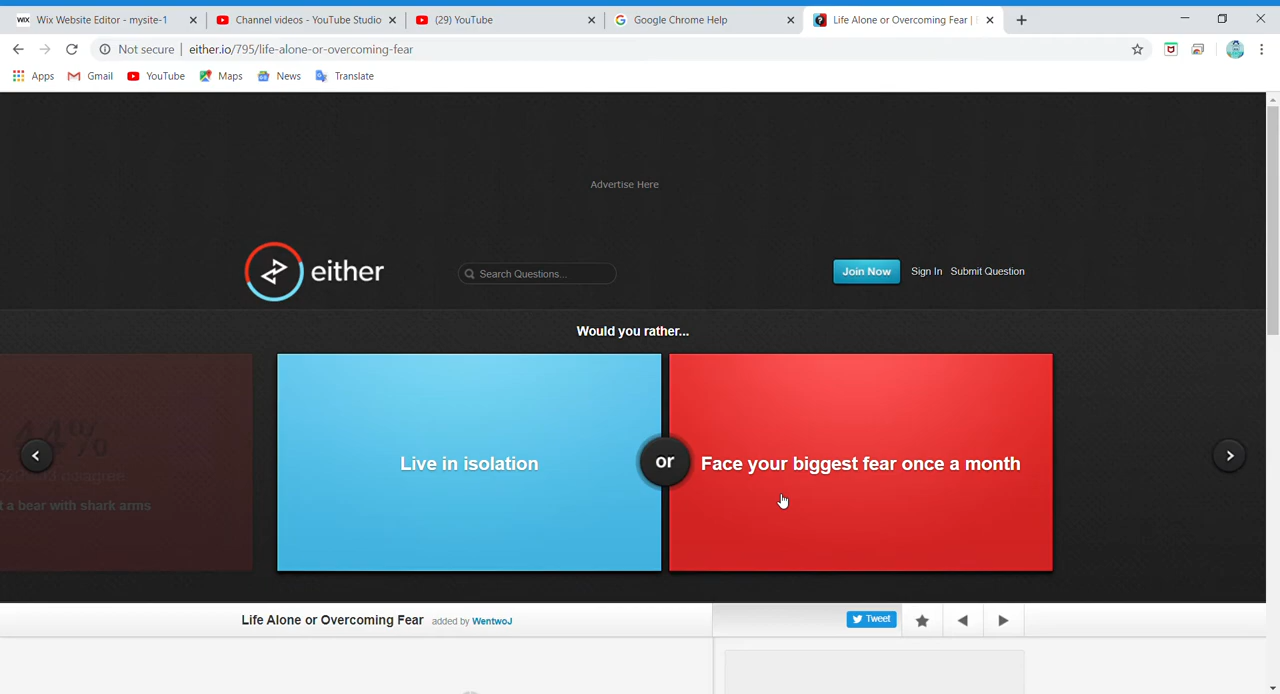 WIX Wix Website Editor - mysite-1
Channel videos - YouTube Studio
(29) YouTube
Google Chrome Help
Life Alone or Overcoming Fear |
Not secure | either.io/795/life-alone-or-overcoming-fear
Apps Gmail YouTube Maps News Translate
Advertise Here
either
Search Questions...
Join Now Sign In Submit Question
Would you rather...
44%
disagree
t a bear with shark arms
Live in isolation
or
Face your biggest fear once a month
Life Alone or Overcoming Fear added by WentwoJ
Tweet